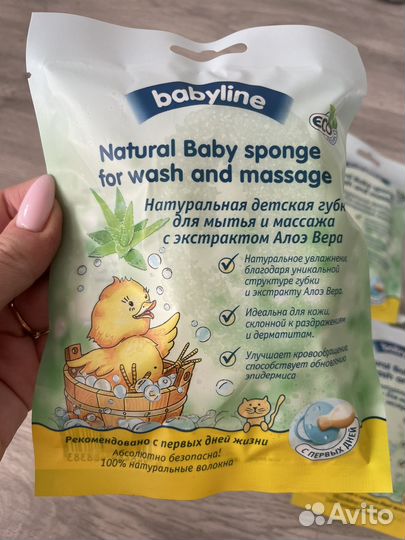 babyline
eco
Natural Baby sponge
for wash and massage
Натуральная детская губк
для мытья и массажа
с экстрактом Алоэ Вера
Натуральное увлажнение
благодаря уникальной
структуре губки
и экстракту Алоэ Вера.
Идеальна для кожи,
склонной к раздражениям
и дерматитам.
Улучшает кровообращение,
способствует обновлению
эпидермиса
Рекомендовано с первых дней жизни
Абсолютно безопасна!
100% натуральные волокна
С ПЕРВЫХ ДНЕЙ
babyline
Avito